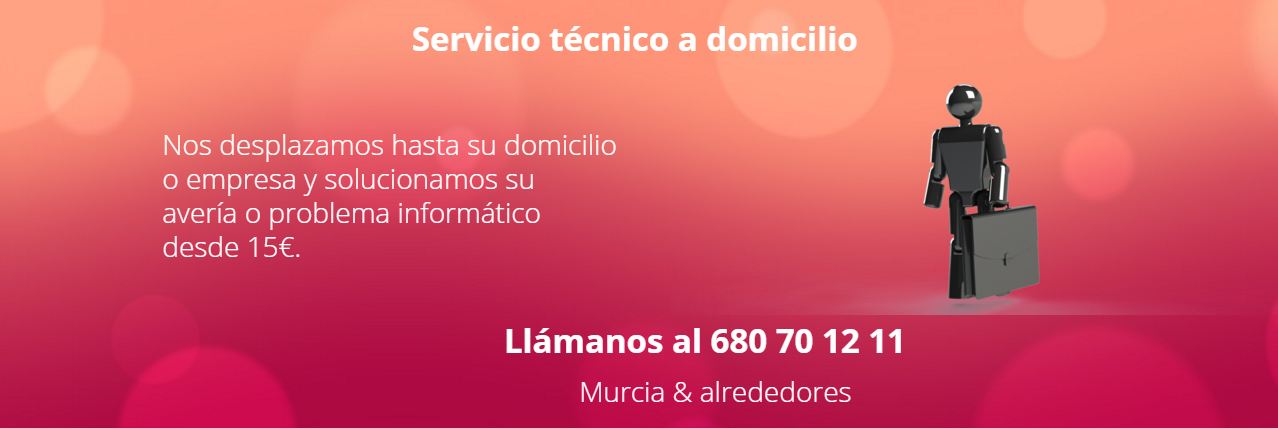 Servicio técnico a domicilio
Nos desplazamos hasta su domicilio
o empresa y solucionamos su
avería o problema informático
desde 15€.
Llámanos al 680 70 12 11
Murcia & alrededores